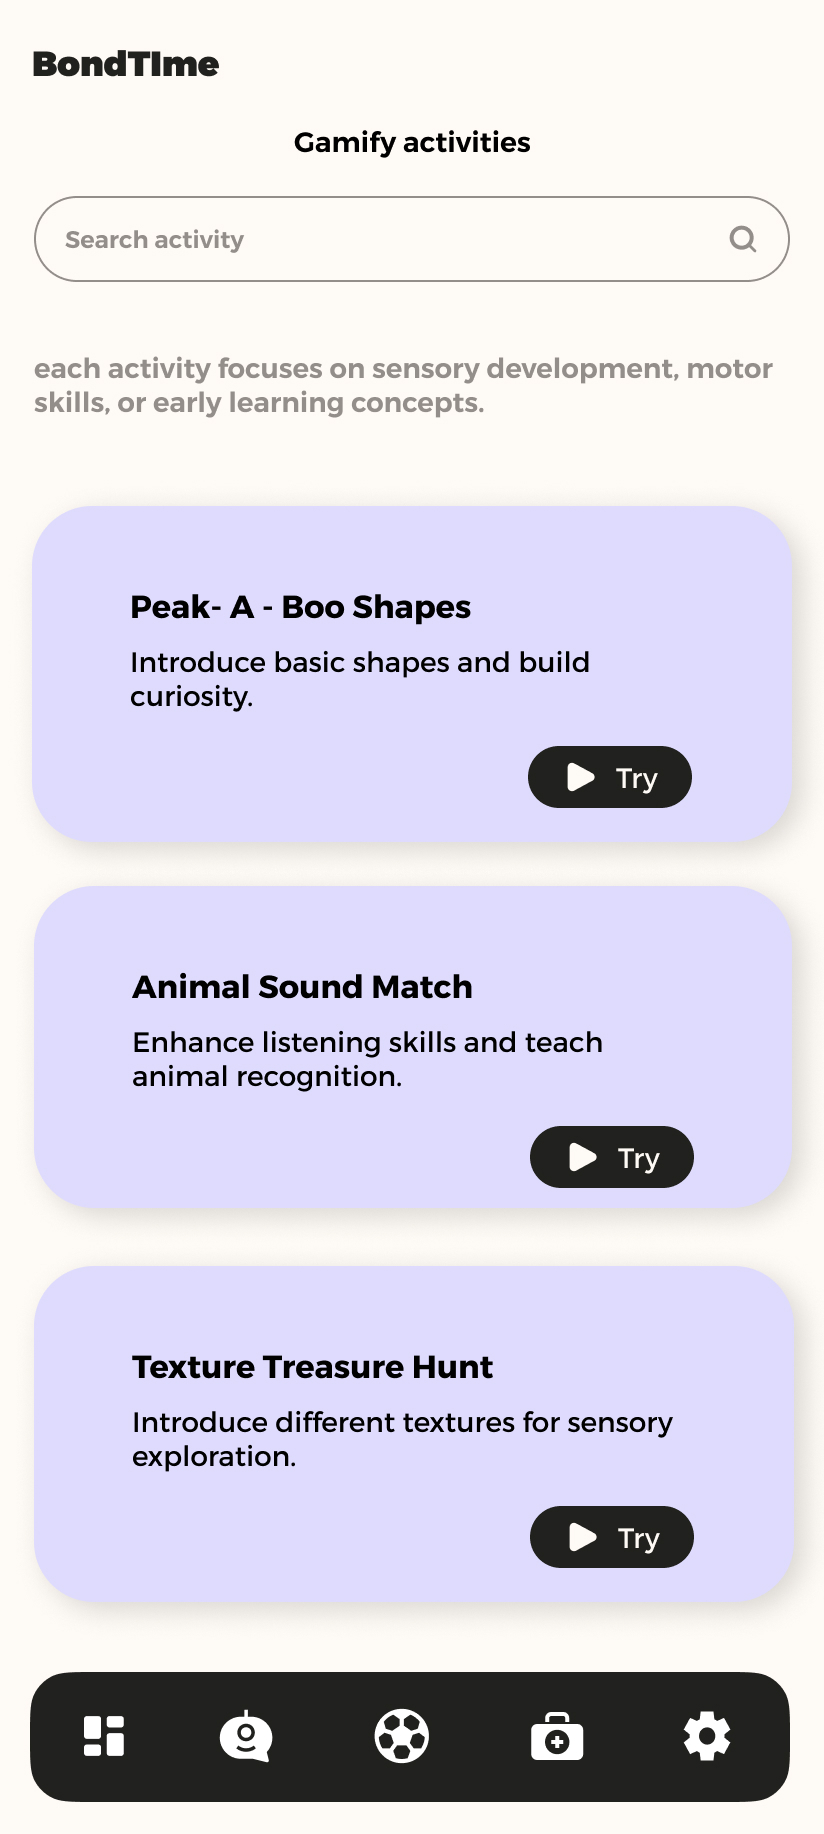 BondTIme
Gamify activities
Search activity
each activity focuses on sensory development, motor
skills, or early learning concepts.
Peak- A - Boo Shapes
Introduce basic shapes and build
curiosity.
Try
Animal Sound Match
Enhance listening skills and teach
animal recognition.
Try
Texture Treasure Hunt
Introduce different textures for sensory
exploration.
Try